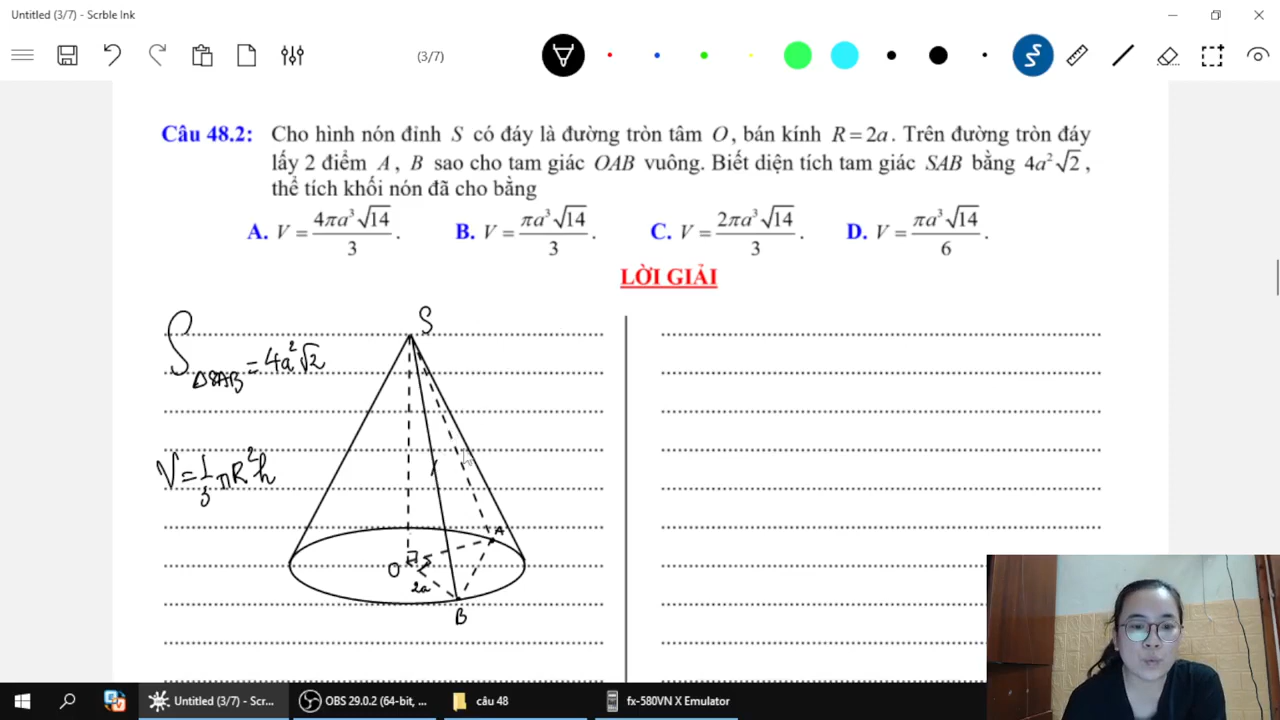 Untitled (3/7) - Scrble Ink
(3/7)
Câu 48.2: Cho hình nón đỉnh S có đáy là đường tròn tâm O, bán kính R = 2a. Trên đường tròn đáy
lấy 2 điểm A, B sao cho tam giác OAB vuông. Biết diện tích tam giác SAB bằng 4a²√2,
thể tích khối nón đã cho bằng
A. V = 4πa³√14/3. B. V = πa³√14/3. C. V = 2πa³√14/3. D. V = πa³√14/6.
LỜI GIẢI
S
S ΔSAB = 4a²√2
V = 1/3 πR²h
A
O
2a
B
Untitled (3/7) - Scr...
OBS 29.0.2 (64-bit, ...
câu 48
fx-580VN X Emulator